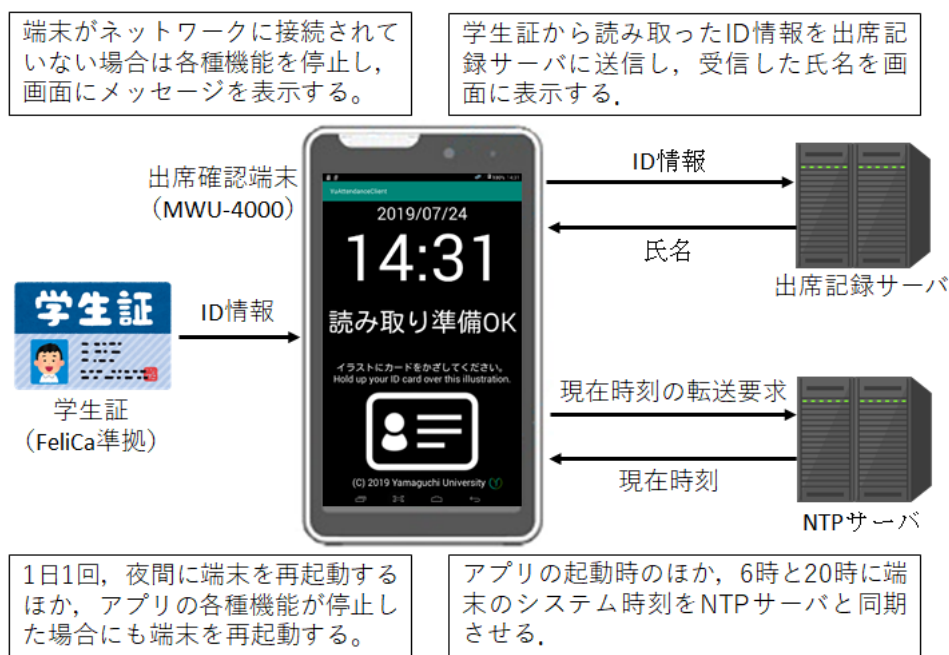 端末がネットワークに接続されて
いない場合は各種機能を停止し，
画面にメッセージを表示する。
学生証から読み取ったID情報を出席記
録サーバに送信し，受信した氏名を画
面に表示する．
出席確認端末
（MWU-4000）
100% 14:31
YuAttendanceClient
2019/07/24
14:31
読み取り準備OK
イラストにカードをかざしてください。
Hold up your ID card over this illustration.
(C) 2019 Yamaguchi University
ID情報
氏名
出席記録サーバ
学生証
ID情報
学生証
（FeliCa準拠）
現在時刻の転送要求
現在時刻
NTPサーバ
1日1回，夜間に端末を再起動する
ほか，アプリの各種機能が停止し
た場合にも端末を再起動する。
アプリの起動時のほか，6時と20時に端
末のシステム時刻をNTPサーバと同期
させる．